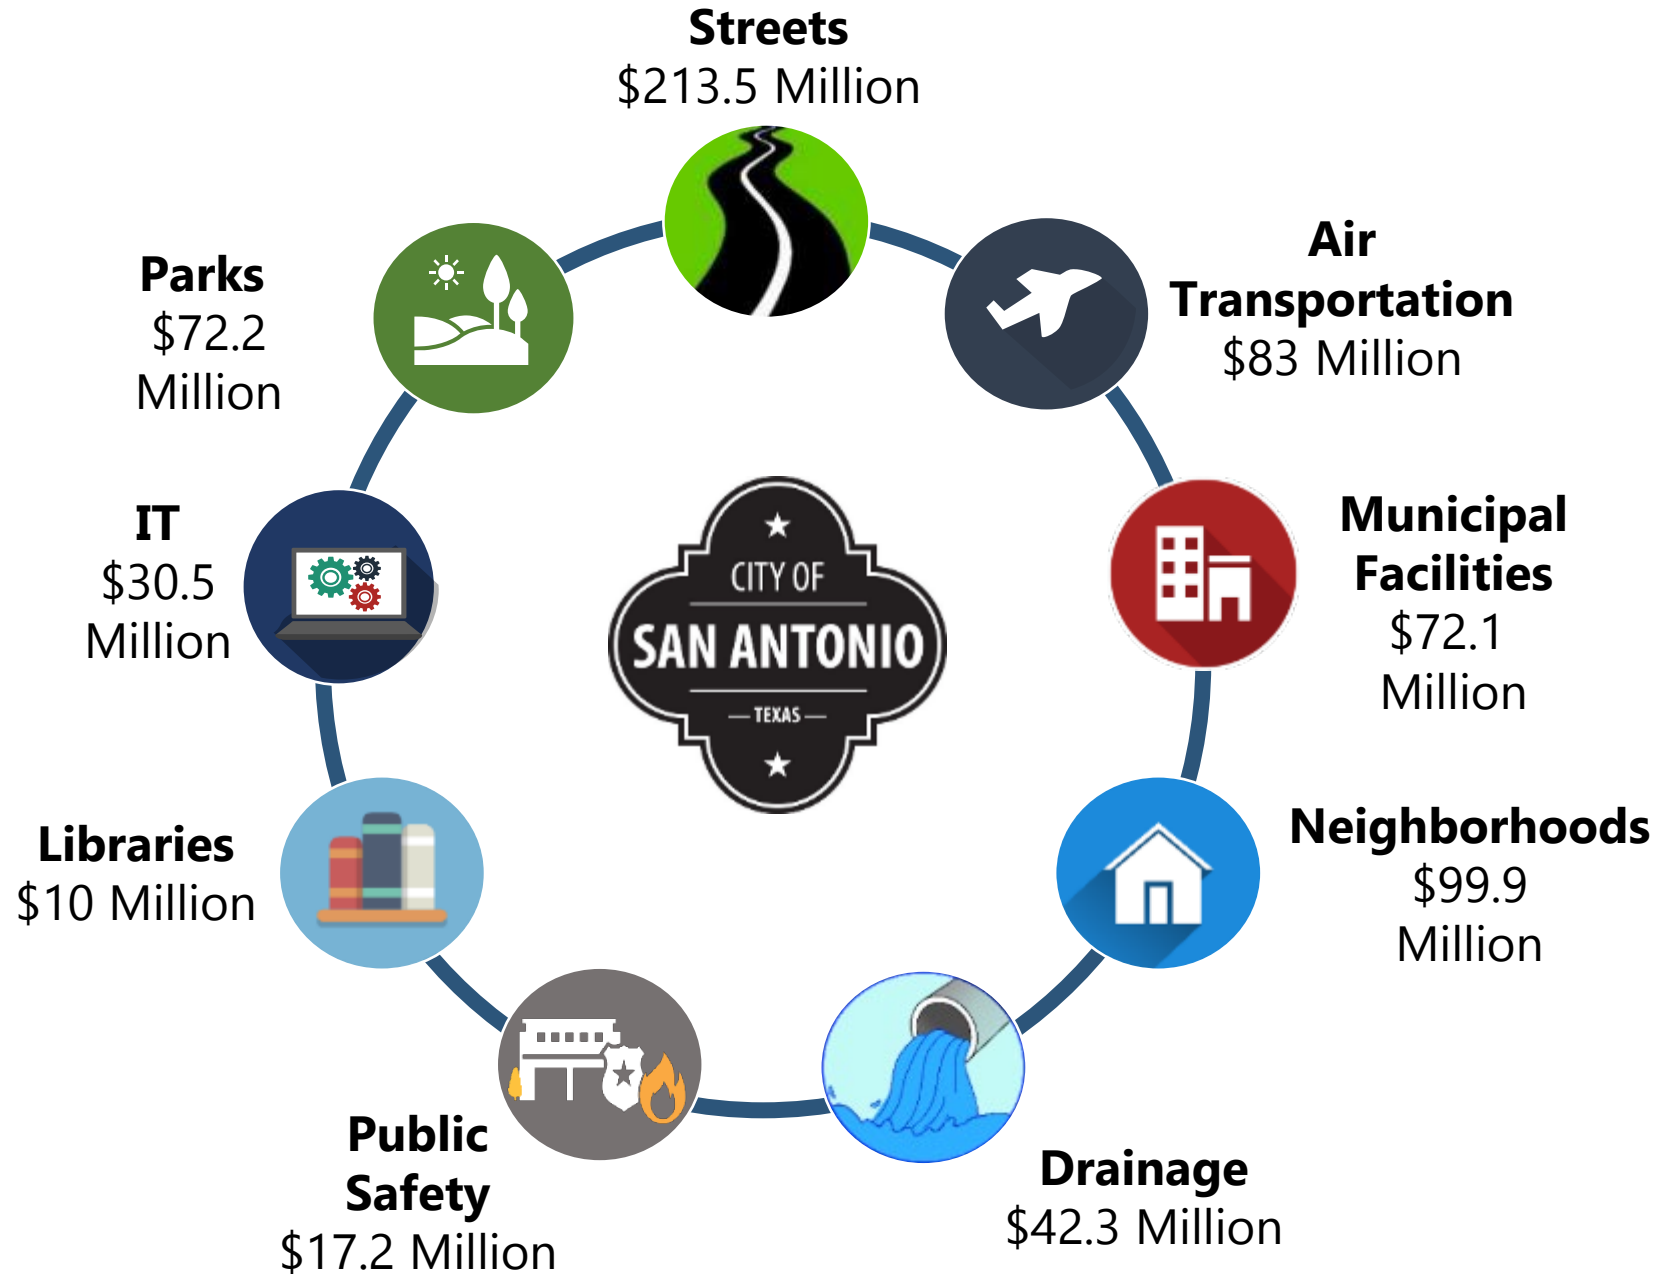 Streets
$213.5 Million
Air
Transportation
$83 Million
Municipal
Facilities
$72.1
Million
Neighborhoods
$99.9
Million
Drainage
$42.3 Million
Public
Safety
$17.2 Million
Libraries
$10 Million
IT
$30.5
Million
Parks
$72.2
Million
CITY OF
SAN ANTONIO
TEXAS